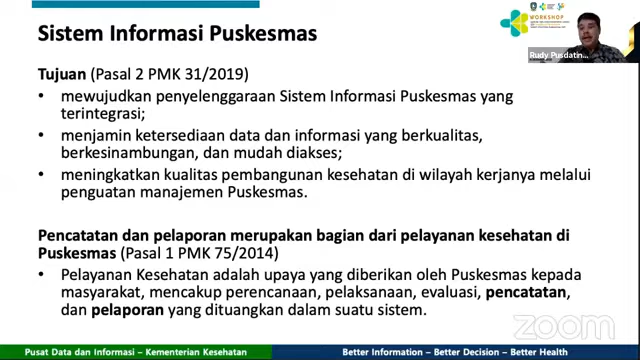 Sistem Informasi Puskesmas
WORKSHOP
Rudy Pusdatin...
Tujuan (Pasal 2 PMK 31/2019)
• mewujudkan penyelenggaraan Sistem Informasi Puskesmas yang
terintegrasi;
• menjamin ketersediaan data dan informasi yang berkualitas,
berkesinambungan, dan mudah diakses;
• meningkatkan kualitas pembangunan kesehatan di wilayah kerjanya melalui
penguatan manajemen Puskesmas.
Pencatatan dan pelaporan merupakan bagian dari pelayanan kesehatan di
Puskesmas (Pasal 1 PMK 75/2014)
• Pelayanan Kesehatan adalah upaya yang diberikan oleh Puskesmas kepada
masyarakat, mencakup perencanaan, pelaksanaan, evaluasi, pencatatan,
dan pelaporan yang dituangkan dalam suatu sistem.
zoom
Pusat Data dan Informasi – Kementerian Kesehatan
Better Information – Better Decision – Better Health